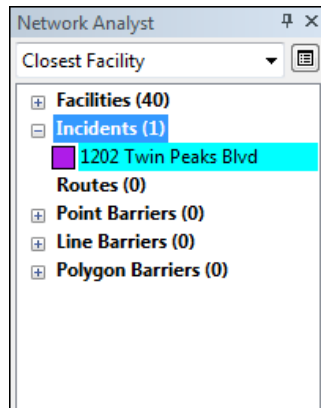 Network Analyst
Closest Facility
Facilities (40)
Incidents (1)
1202 Twin Peaks Blvd
Routes (0)
Point Barriers (0)
Line Barriers (0)
Polygon Barriers (0)